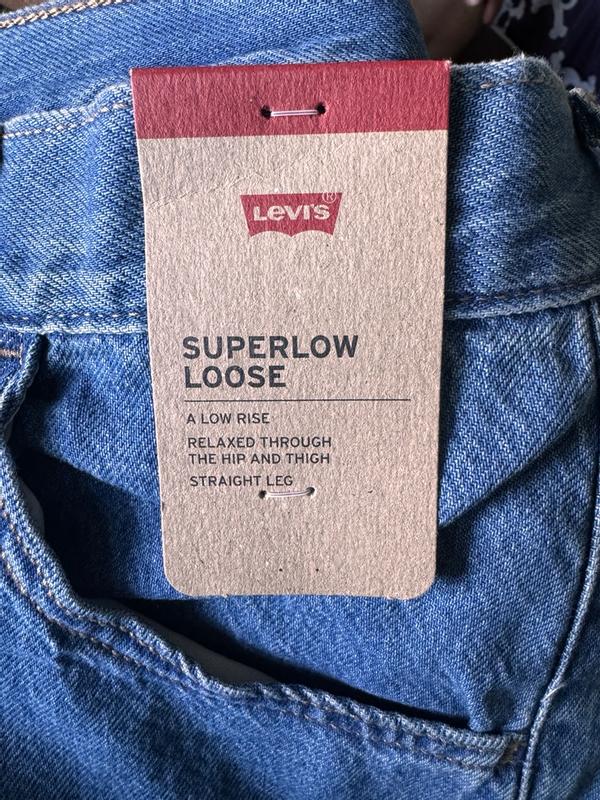 Levi's®
SUPERLOW
LOOSE
A LOW RISE
RELAXED THROUGH
THE HIP AND THIGH
STRAIGHT LEG